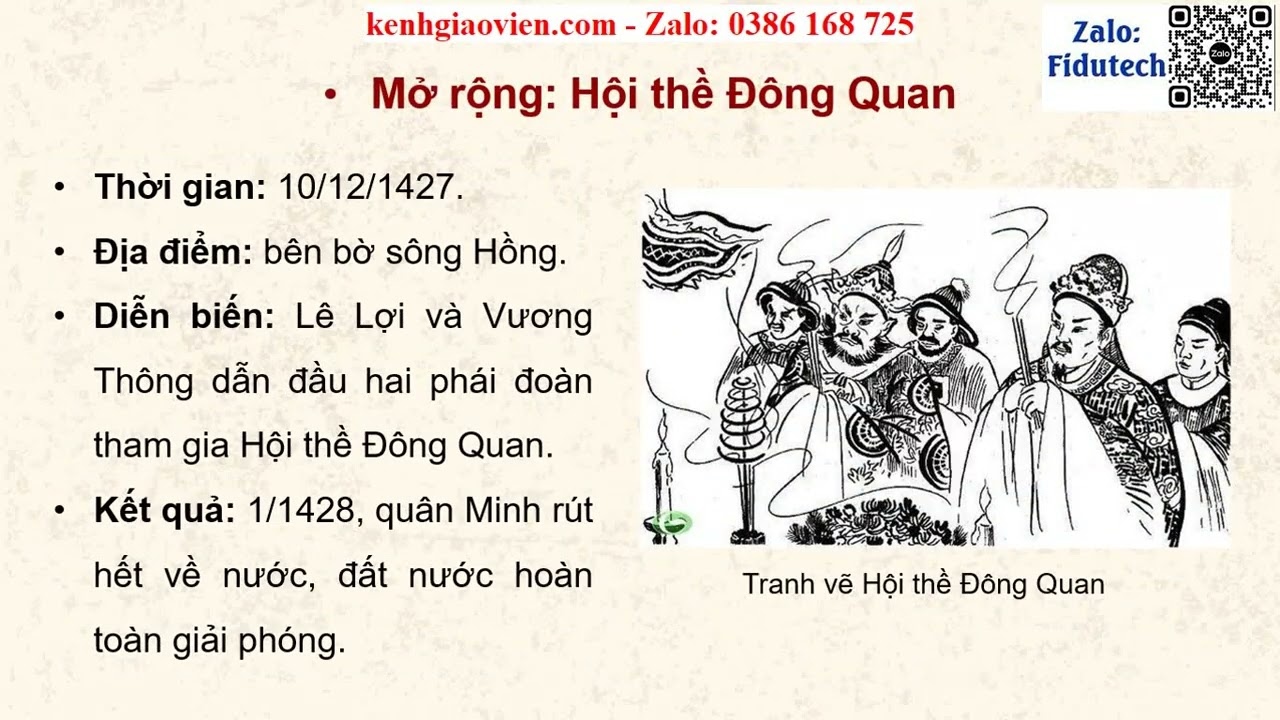 kenhgiaovien.com - Zalo: 0386 168 725
Zalo:
Fidutech
Zalo
• Mở rộng: Hội thề Đông Quan
• Thời gian: 10/12/1427.
• Địa điểm: bên bờ sông Hồng.
• Diễn biến: Lê Lợi và Vương
Thông dẫn đầu hai phái đoàn
tham gia Hội thề Đông Quan.
• Kết quả: 1/1428, quân Minh rút
hết về nước, đất nước hoàn
toàn giải phóng.
Tranh vẽ Hội thề Đông Quan